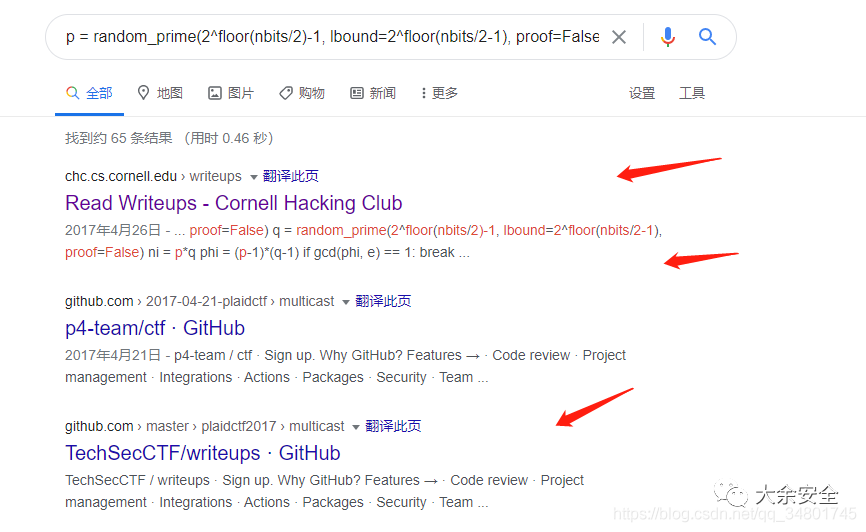 p = random_prime(2^floor(nbits/2)-1, lbound=2^floor(nbits/2-1), proof=False
全部 地图 图片 购物 新闻 更多 设置 工具
找到约 65 条结果 （用时 0.46 秒）
chc.cs.cornell.edu › writeups 翻译此页
Read Writeups - Cornell Hacking Club
2017年4月26日 - ... proof=False) q = random_prime(2^floor(nbits/2)-1, lbound=2^floor(nbits/2-1),
proof=False) ni = p*q phi = (p-1)*(q-1) if gcd(phi, e) == 1: break ...
github.com › 2017-04-21-plaidctf › multicast 翻译此页
p4-team/ctf · GitHub
2017年4月21日 - p4-team / ctf · Sign up. Why GitHub? Features → · Code review · Project
management · Integrations · Actions · Packages · Security · Team ...
github.com › master › plaidctf2017 › multicast 翻译此页
TechSecCTF/writeups · GitHub
TechSecCTF / writeups · Sign up. Why GitHub? Features → · Code review · Project
management · Integrations · Actions · Packages · Security · Team ...
大余安全
https://blog.csdn.net/qq_34801745